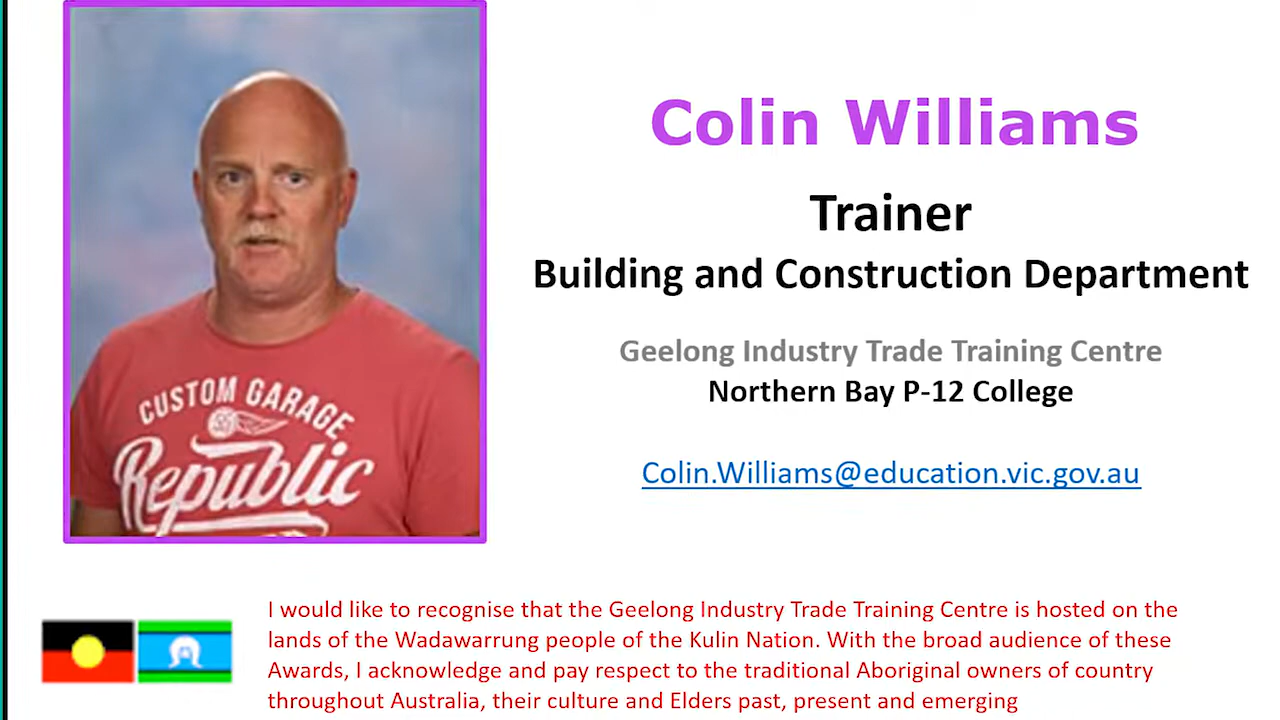 Colin Williams
Trainer
Building and Construction Department
Geelong Industry Trade Training Centre
Northern Bay P-12 College
Colin.Williams@education.vic.gov.au
CUSTOM GARAGE
Republic
I would like to recognise that the Geelong Industry Trade Training Centre is hosted on the
lands of the Wadawarrung people of the Kulin Nation. With the broad audience of these
Awards, I acknowledge and pay respect to the traditional Aboriginal owners of country
throughout Australia, their culture and Elders past, present and emerging